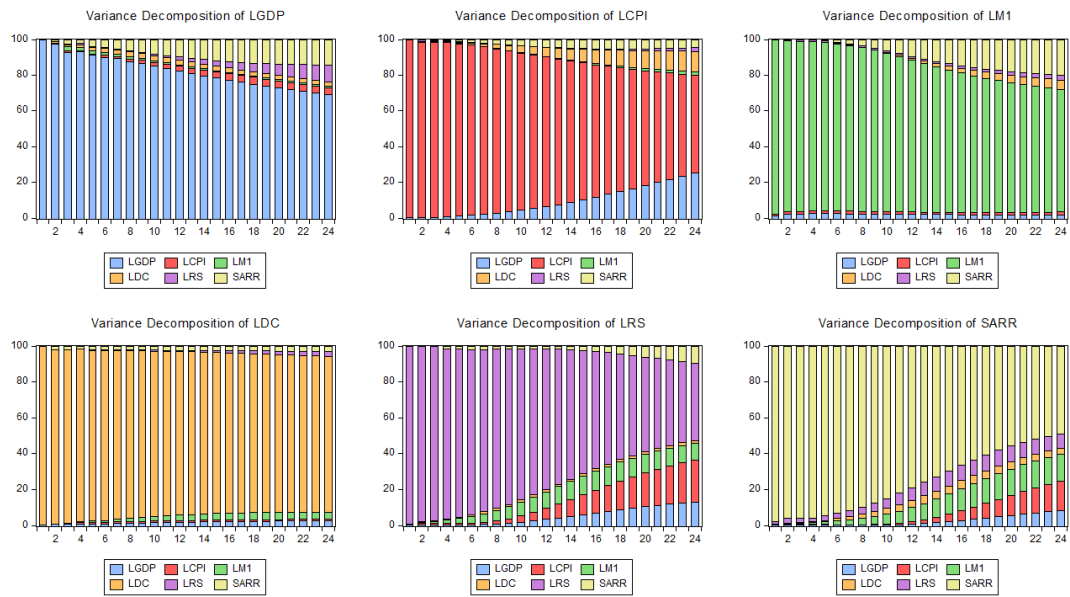 Variance Decomposition of LGDP
100
80
60
40
20
0
2 4 6 8 10 12 14 16 18 20 22 24
LGDP LCPI LM1
LDC LRS SARR
Variance Decomposition of LCPI
100
80
60
40
20
0
2 4 6 8 10 12 14 16 18 20 22 24
LGDP LCPI LM1
LDC LRS SARR
Variance Decomposition of LM1
100
80
60
40
20
0
2 4 6 8 10 12 14 16 18 20 22 24
LGDP LCPI LM1
LDC LRS SARR
Variance Decomposition of LDC
100
80
60
40
20
0
2 4 6 8 10 12 14 16 18 20 22 24
LGDP LCPI LM1
LDC LRS SARR
Variance Decomposition of LRS
100
80
60
40
20
0
2 4 6 8 10 12 14 16 18 20 22 24
LGDP LCPI LM1
LDC LRS SARR
Variance Decomposition of SARR
100
80
60
40
20
0
2 4 6 8 10 12 14 16 18 20 22 24
LGDP LCPI LM1
LDC LRS SARR